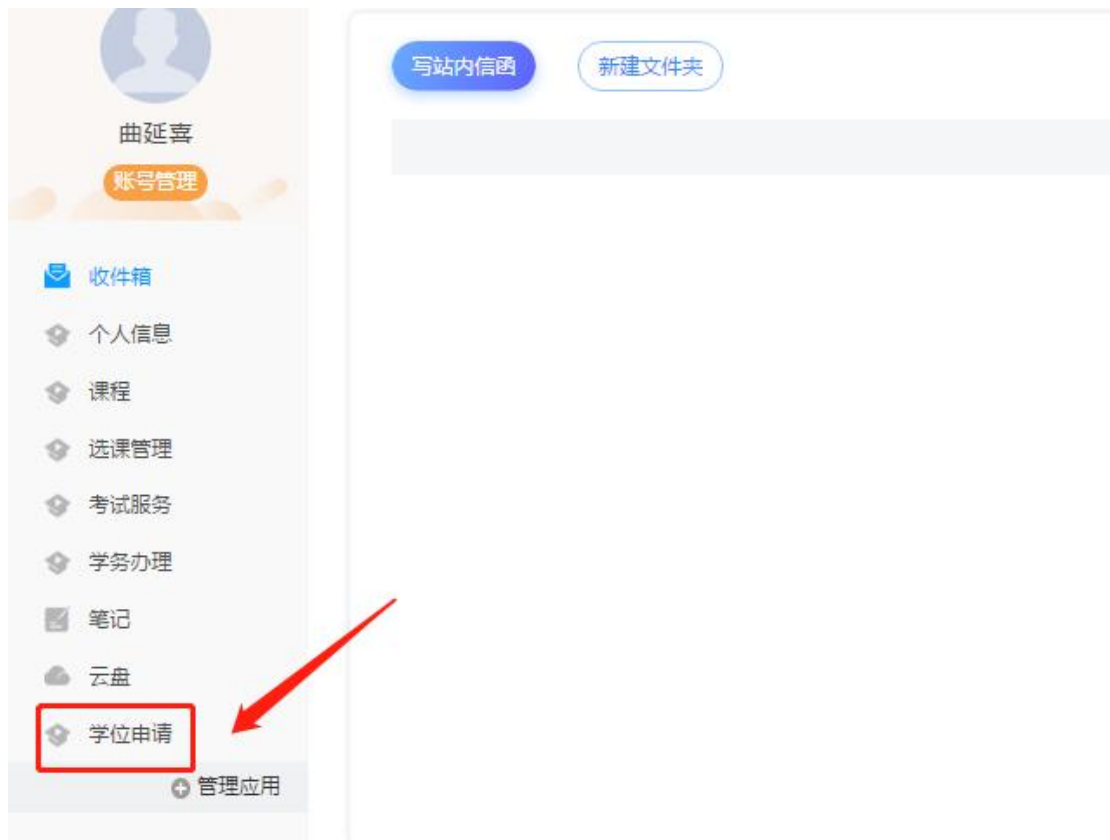 写站内信函 新建文件夹
曲延喜
账号管理
收件箱
个人信息
课程
选课管理
考试服务
学务办理
笔记
云盘
学位申请
管理应用